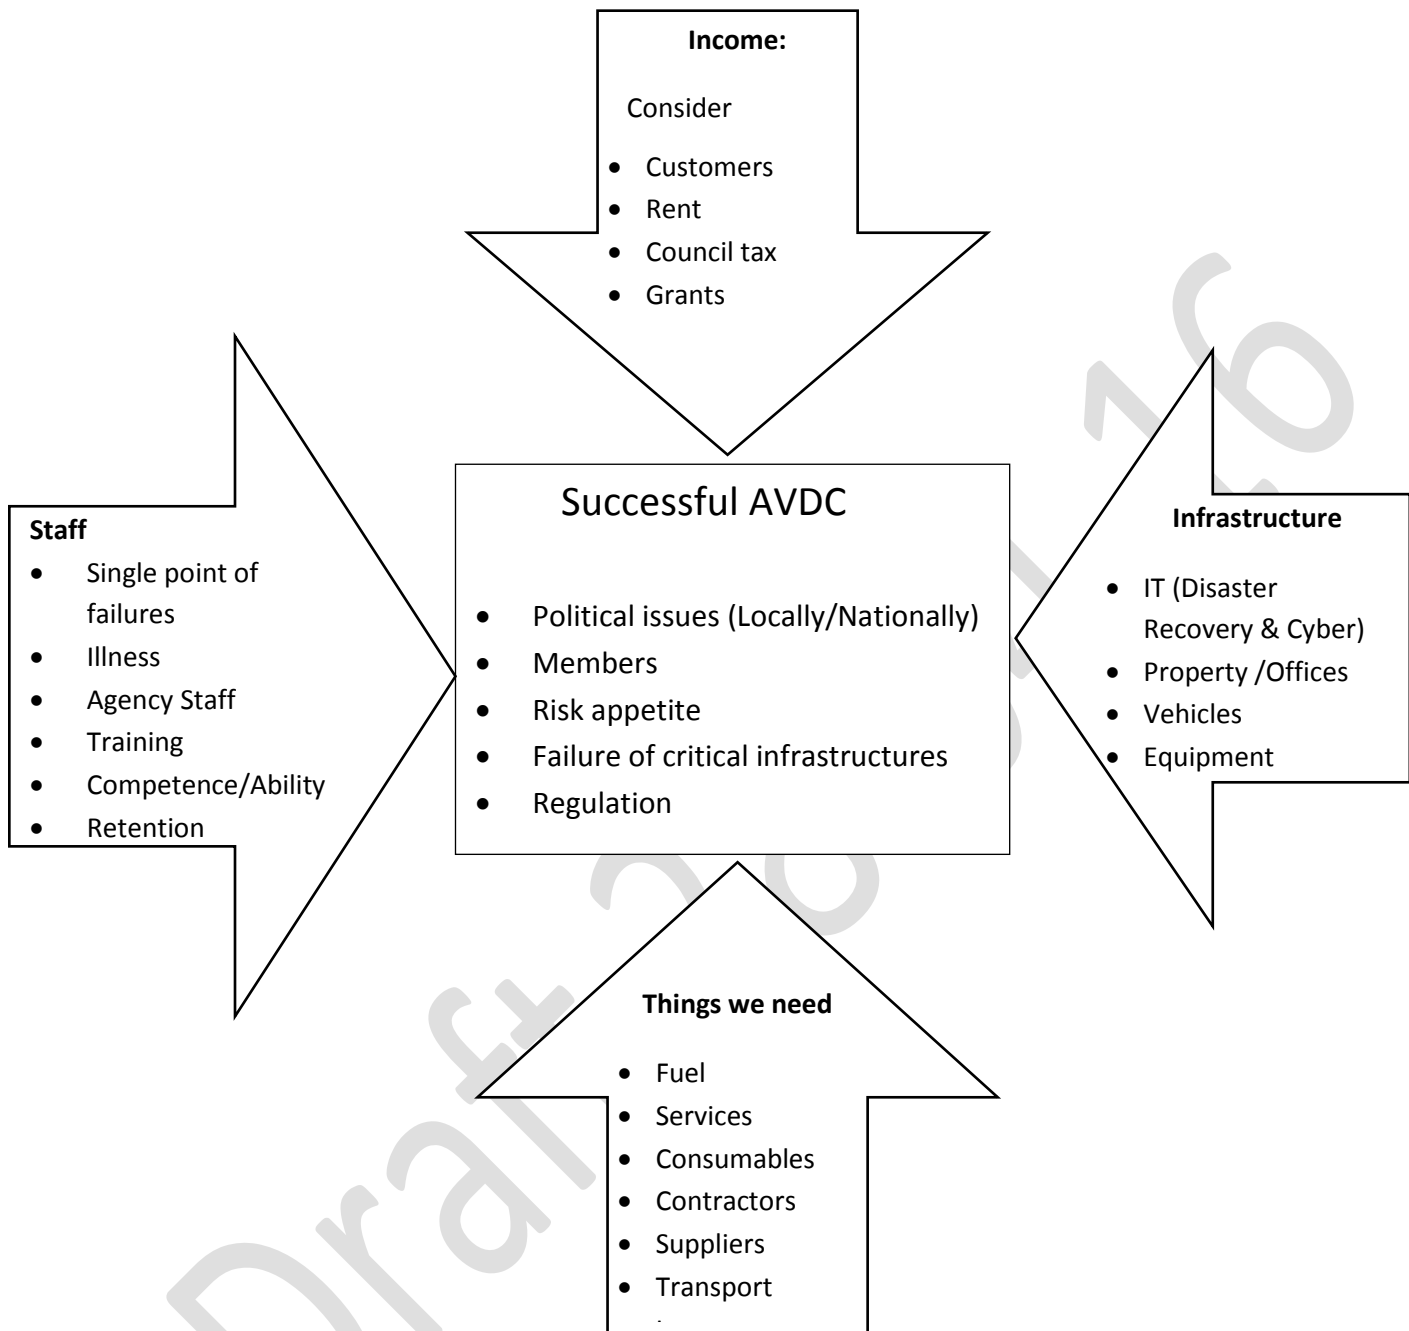 Income:
Consider
• Customers
• Rent
• Council tax
• Grants
Staff
• Single point of
failures
• Illness
• Agency Staff
• Training
• Competence/Ability
• Retention
Successful AVDC
• Political issues (Locally/Nationally)
• Members
• Risk appetite
• Failure of critical infrastructures
• Regulation
Infrastructure
• IT (Disaster
Recovery & Cyber)
• Property /Offices
• Vehicles
• Equipment
Things we need
• Fuel
• Services
• Consumables
• Contractors
• Suppliers
• Transport
Draft